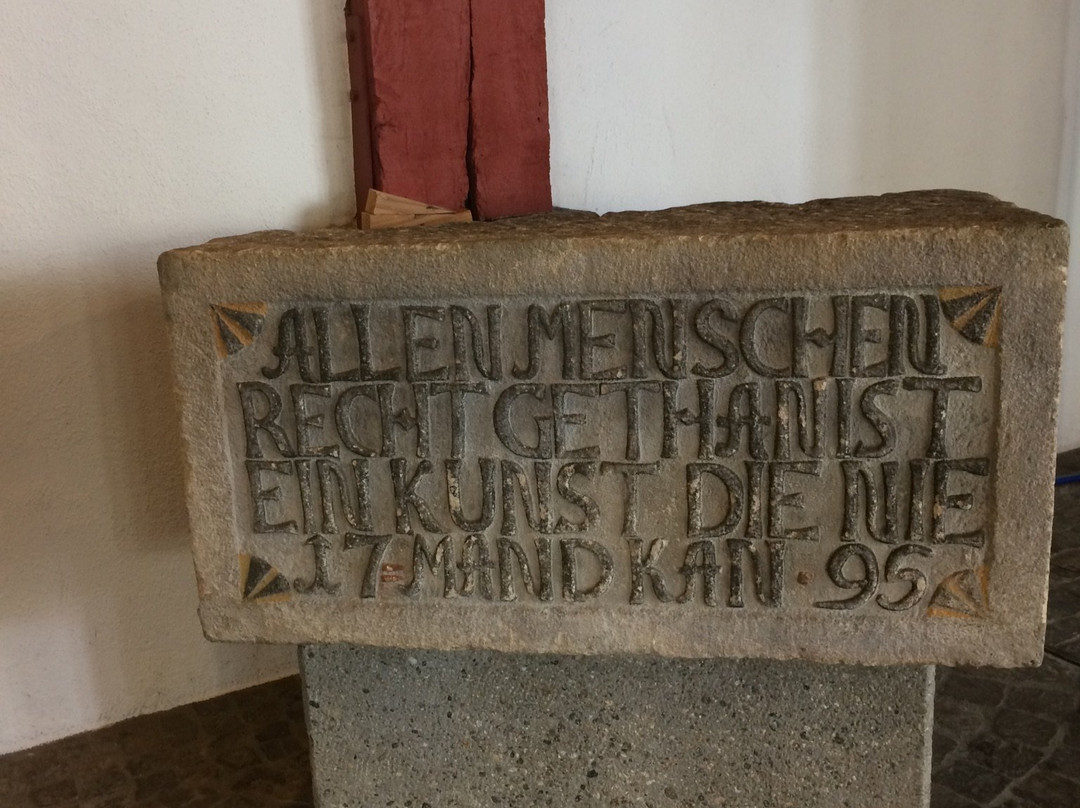 ALLEN MENSCHEN
RECHT GETHAN IST
EIN KUNST DIE NIE
17 MAND KAN · 95